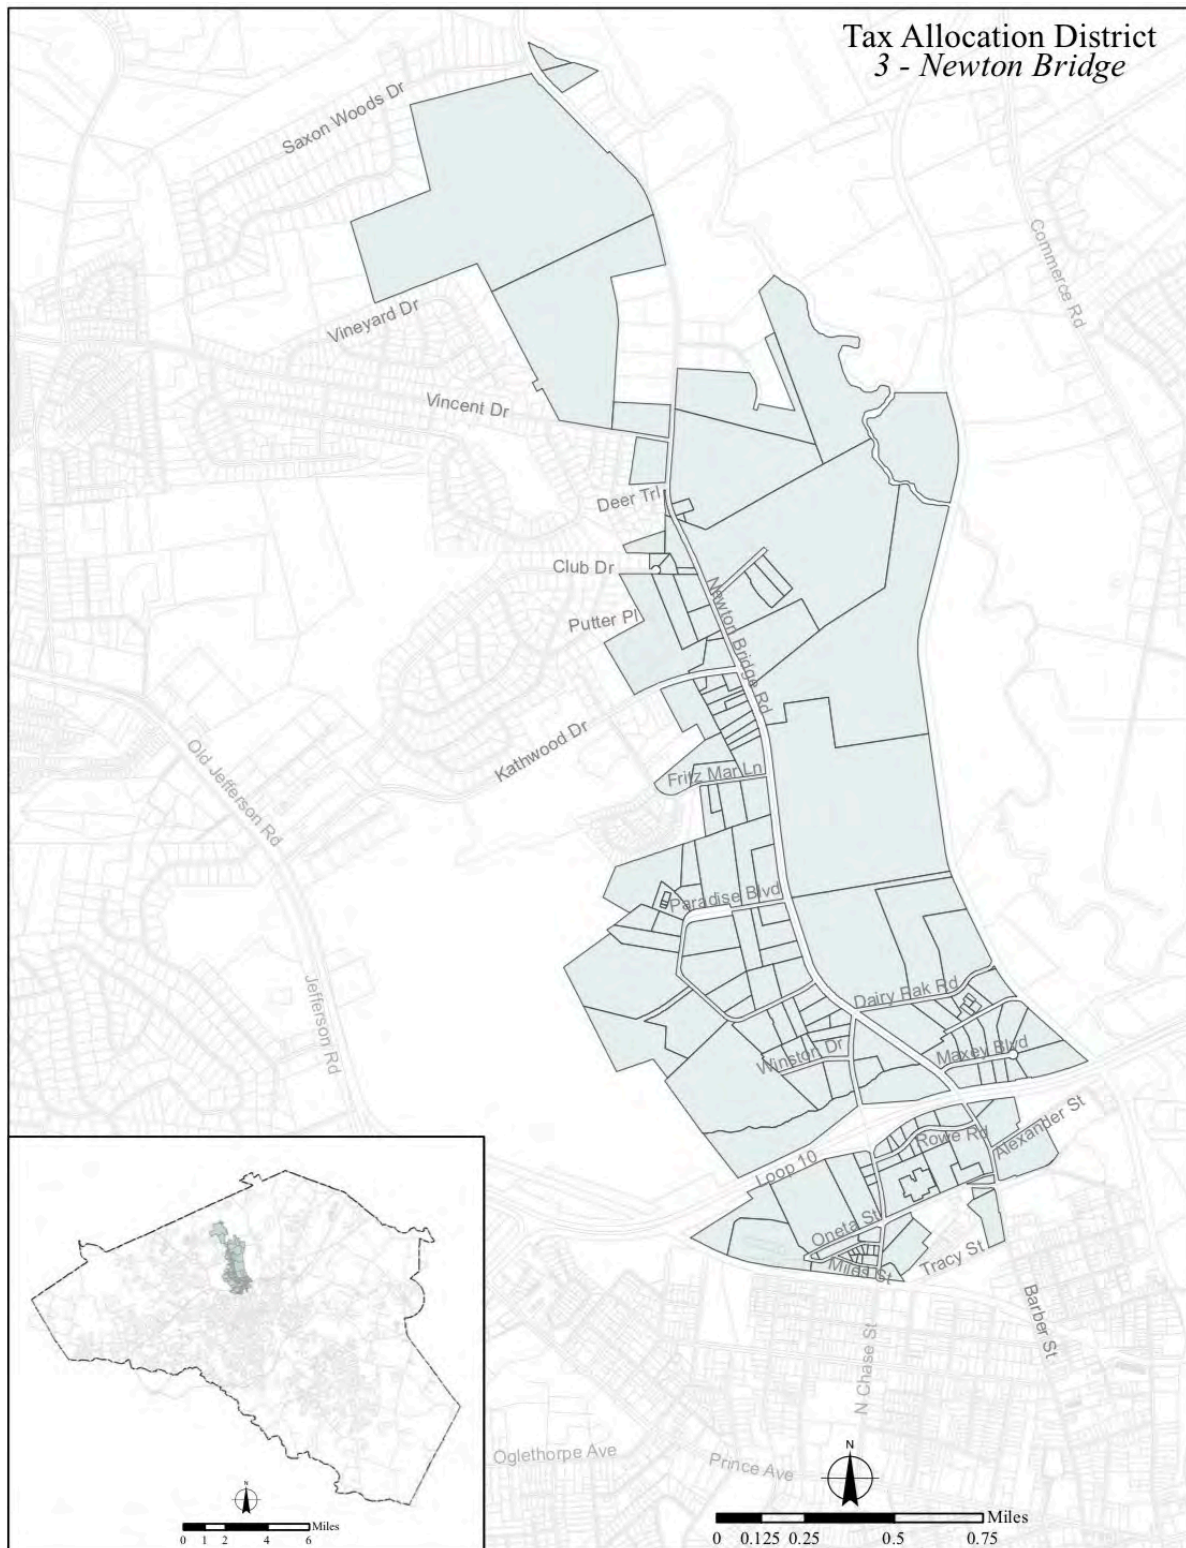 Tax Allocation District
3 - Newton Bridge
Saxon Woods Dr
Commerce Rd
Vineyard Dr
Vincent Dr
Deer Trl
Club Dr
Newton Bridge Rd
Putter Pl
Kathwood Dr
Old Jefferson Rd
Fritz Mar Ln
Paradise Blvd
Jefferson Rd
Dairy Pak Rd
Winston Dr
Maxey Blvd
Rowe Rd
Alexander St
Loop 10
Oneta St
Tracy St
Miles St
Barber St
N Chase St
Oglethorpe Ave
Prince Ave
N
Miles
0 0.125 0.25 0.5 0.75
N
Miles
0 1 2 4 6